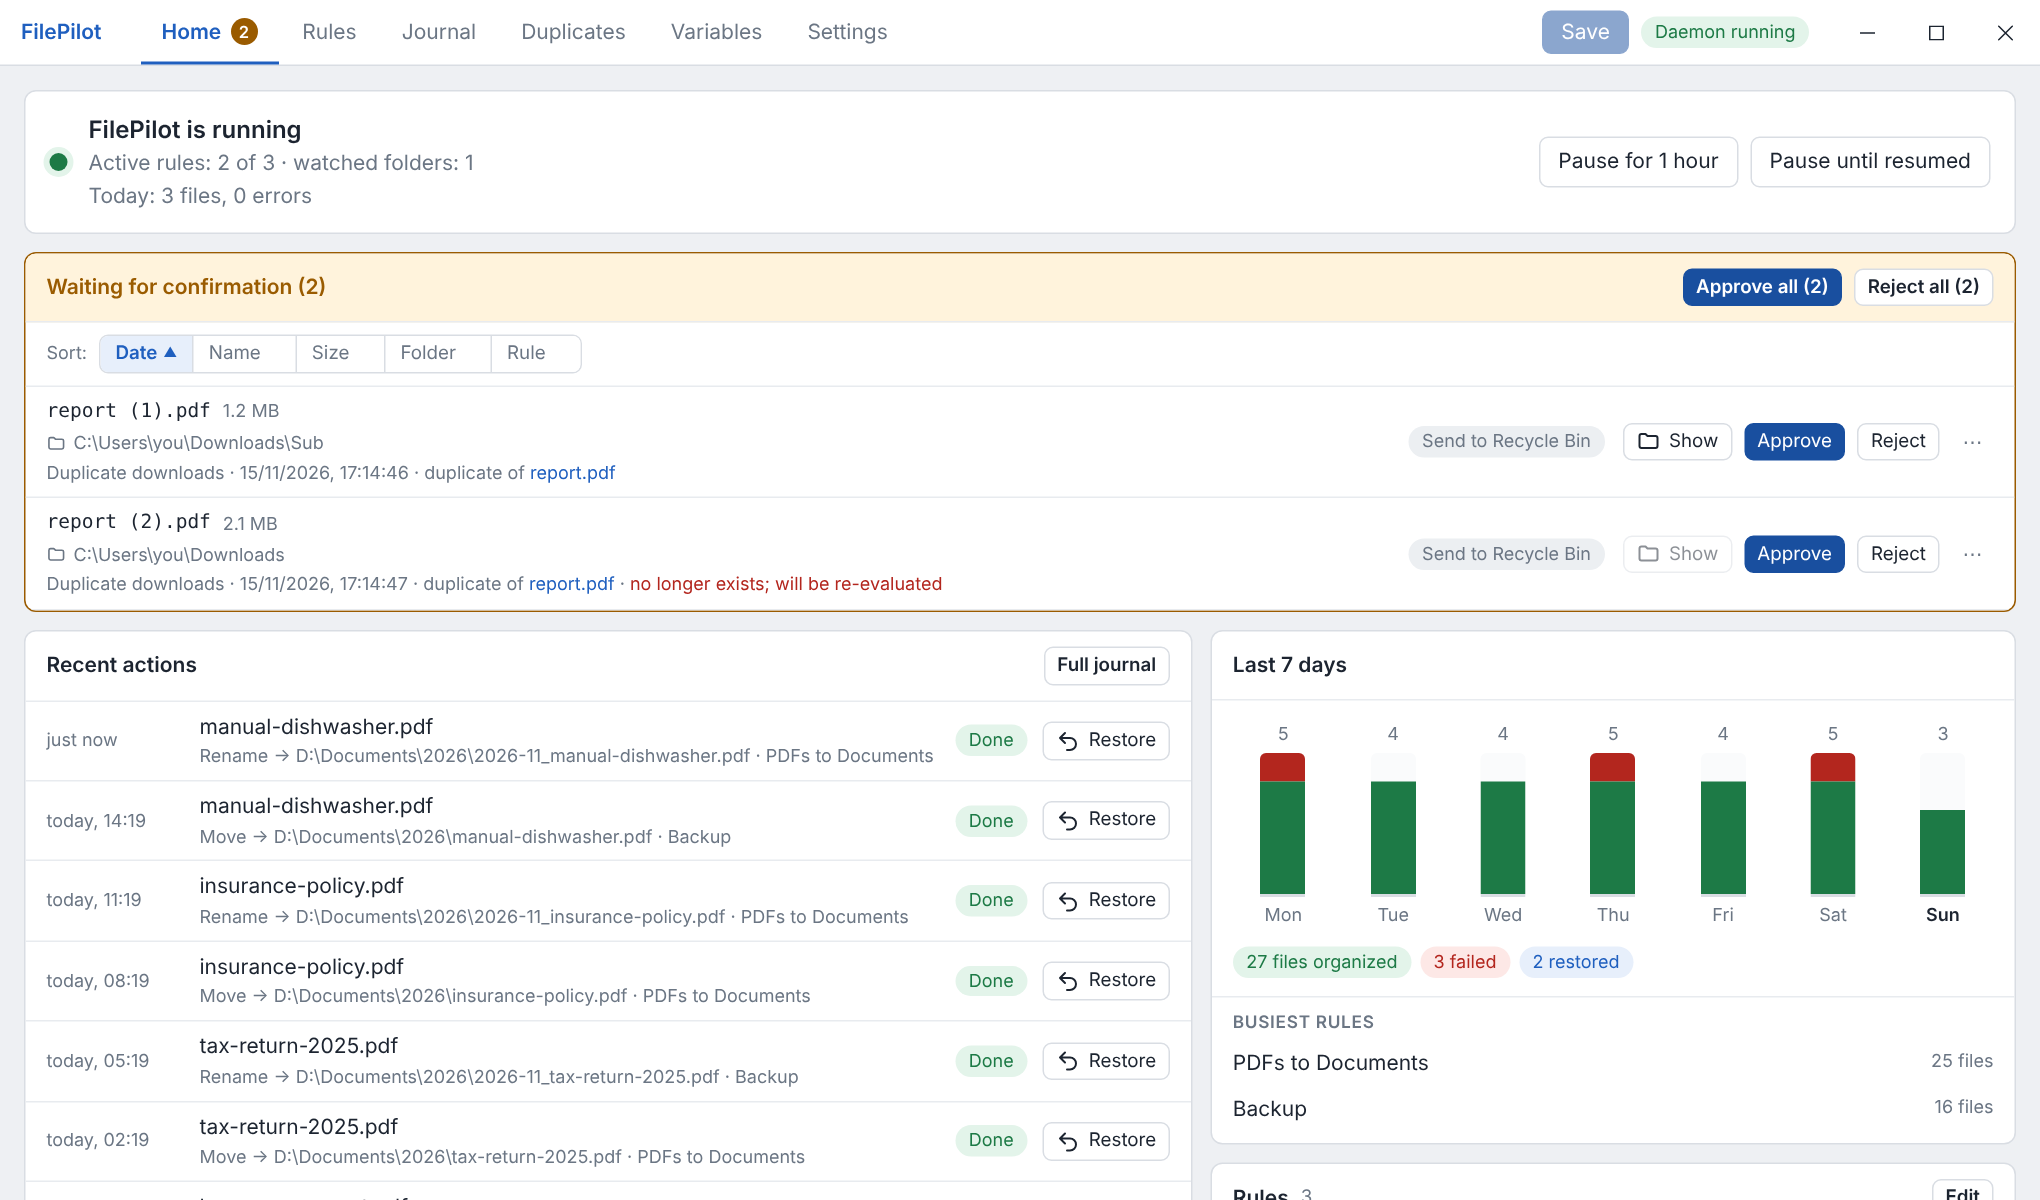 FilePilot Home 2 Rules Journal Duplicates Variables Settings Save Daemon running
FilePilot is running
Active rules: 2 of 3 · watched folders: 1
Today: 3 files, 0 errors
Pause for 1 hour Pause until resumed
Waiting for confirmation (2) Approve all (2) Reject all (2)
Sort: Date ▲ Name Size Folder Rule
report (1).pdf 1.2 MB
C:\Users\you\Downloads\Sub
Duplicate downloads · 15/11/2026, 17:14:46 · duplicate of report.pdf
Send to Recycle Bin Show Approve Reject ···
report (2).pdf 2.1 MB
C:\Users\you\Downloads
Duplicate downloads · 15/11/2026, 17:14:47 · duplicate of report.pdf · no longer exists; will be re-evaluated
Send to Recycle Bin Show Approve Reject ···
Recent actions Full journal
just now
manual-dishwasher.pdf
Rename → D:\Documents\2026\2026-11_manual-dishwasher.pdf · PDFs to Documents
Done Restore
today, 14:19
manual-dishwasher.pdf
Move → D:\Documents\2026\manual-dishwasher.pdf · Backup
Done Restore
today, 11:19
insurance-policy.pdf
Rename → D:\Documents\2026\2026-11_insurance-policy.pdf · PDFs to Documents
Done Restore
today, 08:19
insurance-policy.pdf
Move → D:\Documents\2026\insurance-policy.pdf · PDFs to Documents
Done Restore
today, 05:19
tax-return-2025.pdf
Rename → D:\Documents\2026\2026-11_tax-return-2025.pdf · Backup
Done Restore
today, 02:19
tax-return-2025.pdf
Move → D:\Documents\2026\tax-return-2025.pdf · PDFs to Documents
Done Restore
Last 7 days
5 4 4 5 4 5 3
Mon Tue Wed Thu Fri Sat Sun
27 files organized 3 failed 2 restored
BUSIEST RULES
PDFs to Documents 25 files
Backup 16 files
Rules 3 Edit